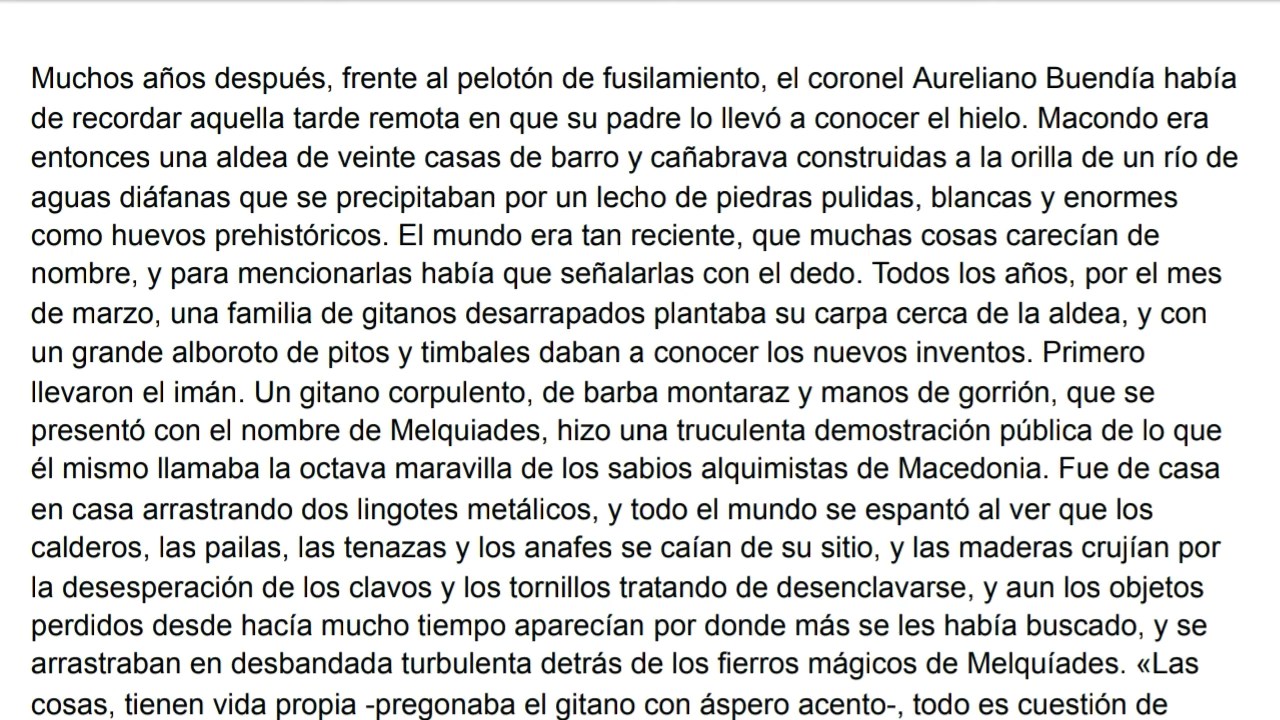 Muchos años después, frente al pelotón de fusilamiento, el coronel Aureliano Buendía había
de recordar aquella tarde remota en que su padre lo llevó a conocer el hielo. Macondo era
entonces una aldea de veinte casas de barro y cañabrava construidas a la orilla de un río de
aguas diáfanas que se precipitaban por un lecho de piedras pulidas, blancas y enormes
como huevos prehistóricos. El mundo era tan reciente, que muchas cosas carecían de
nombre, y para mencionarlas había que señalarlas con el dedo. Todos los años, por el mes
de marzo, una familia de gitanos desarrapados plantaba su carpa cerca de la aldea, y con
un grande alboroto de pitos y timbales daban a conocer los nuevos inventos. Primero
llevaron el imán. Un gitano corpulento, de barba montaraz y manos de gorrión, que se
presentó con el nombre de Melquiades, hizo una truculenta demostración pública de lo que
él mismo llamaba la octava maravilla de los sabios alquimistas de Macedonia. Fue de casa
en casa arrastrando dos lingotes metálicos, y todo el mundo se espantó al ver que los
calderos, las pailas, las tenazas y los anafes se caían de su sitio, y las maderas crujían por
la desesperación de los clavos y los tornillos tratando de desenclavarse, y aun los objetos
perdidos desde hacía mucho tiempo aparecían por donde más se les había buscado, y se
arrastraban en desbandada turbulenta detrás de los fierros mágicos de Melquíades. «Las
cosas, tienen vida propia -pregonaba el gitano con áspero acento-, todo es cuestión de